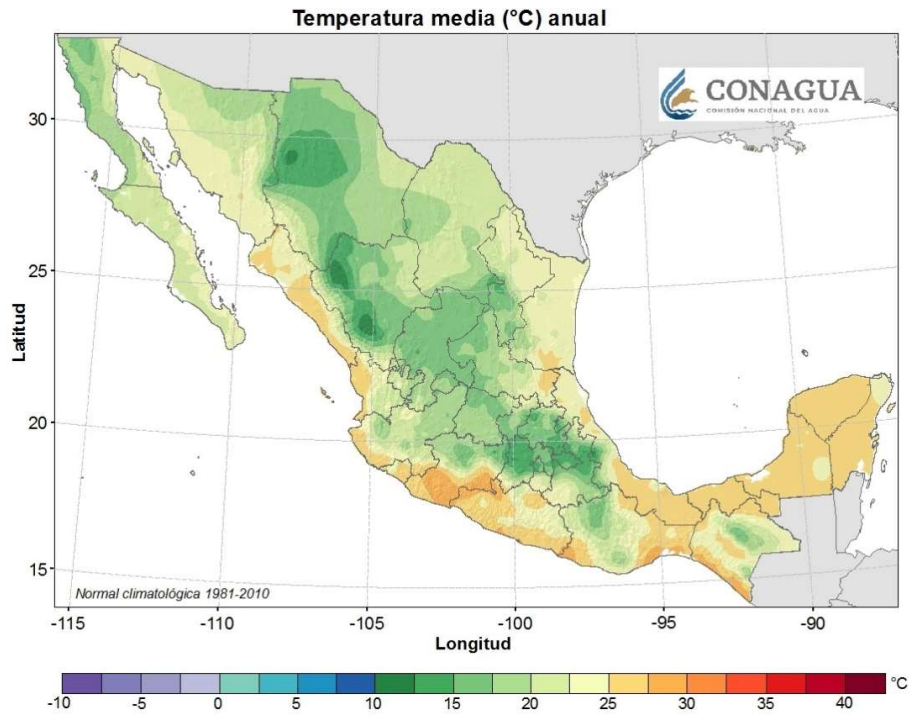 Temperatura media (°C) anual
CONAGUA
COMISIÓN NACIONAL DEL AGUA
Latitud
30
25
20
15
Normal climatológica 1981-2010
-115 -110 -105 -100 -95 -90
Longitud
-10 -5 0 5 10 15 20 25 30 35 40 °C